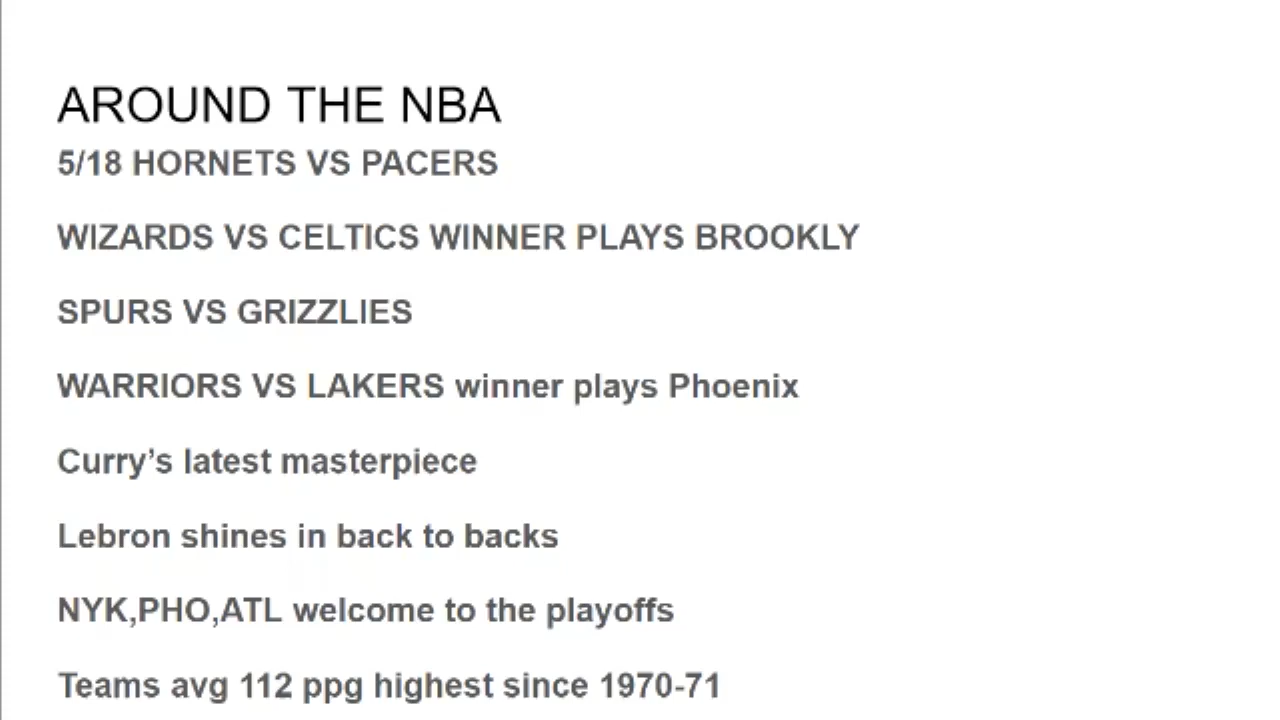 AROUND THE NBA
5/18 HORNETS VS PACERS
WIZARDS VS CELTICS WINNER PLAYS BROOKLY
SPURS VS GRIZZLIES
WARRIORS VS LAKERS winner plays Phoenix
Curry’s latest masterpiece
Lebron shines in back to backs
NYK,PHO,ATL welcome to the playoffs
Teams avg 112 ppg highest since 1970-71